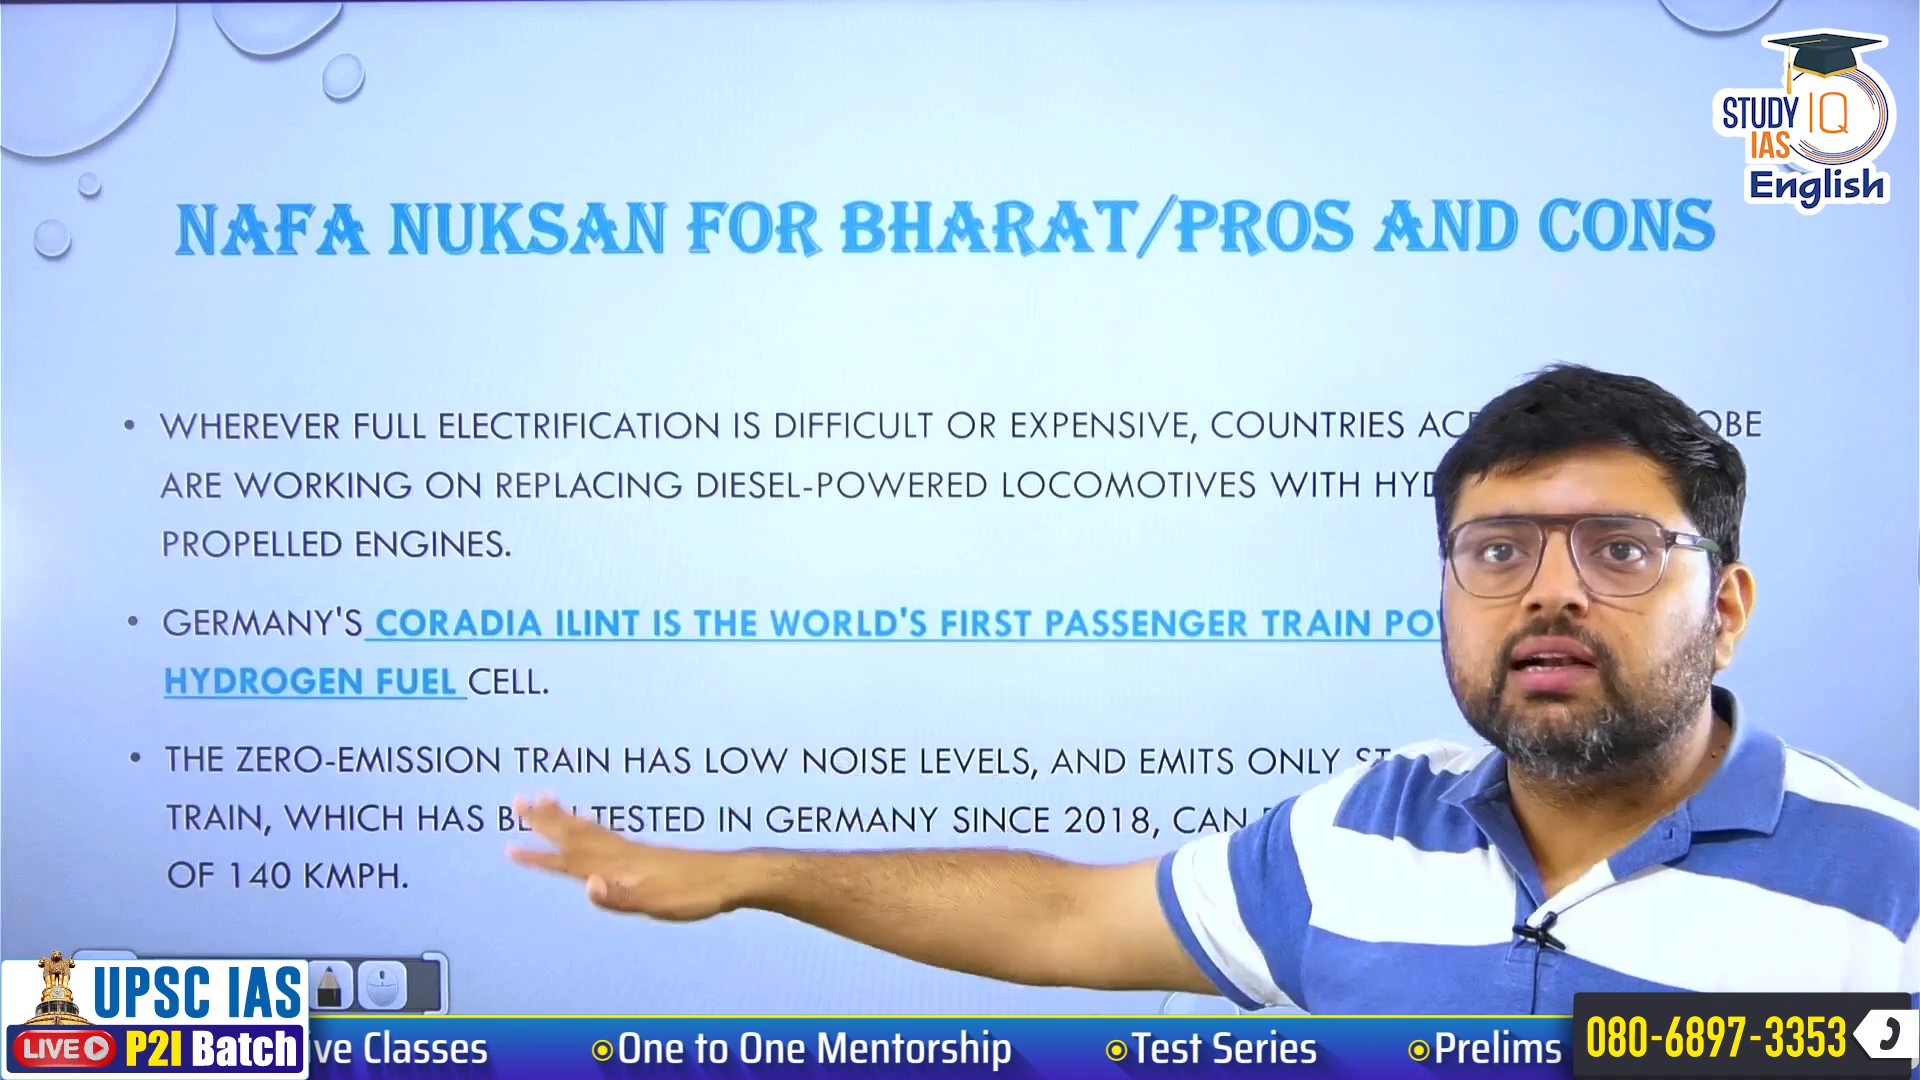 STUDY IQ
IAS
English
NAFA NUKSAN FOR BHARAT/PROS AND CONS
• WHEREVER FULL ELECTRIFICATION IS DIFFICULT OR EXPENSIVE, COUNTRIES OBE
ARE WORKING ON REPLACING DIESEL-POWERED LOCOMOTIVES WITH
PROPELLED ENGINES.
• GERMANY'S CORADIA ILINT IS THE WORLD'S FIRST PASSENGER TRAIN
HYDROGEN FUEL CELL.
• THE ZERO-EMISSION TRAIN HAS LOW NOISE LEVELS, AND EMITS ONLY
TRAIN, WHICH HAS BEEN TESTED IN GERMANY SINCE 2018, CAN
OF 140 KMPH.
UPSC IAS
LIVE P2I Batch
ive Classes One to One Mentorship Test Series Prelims
080-6897-3353